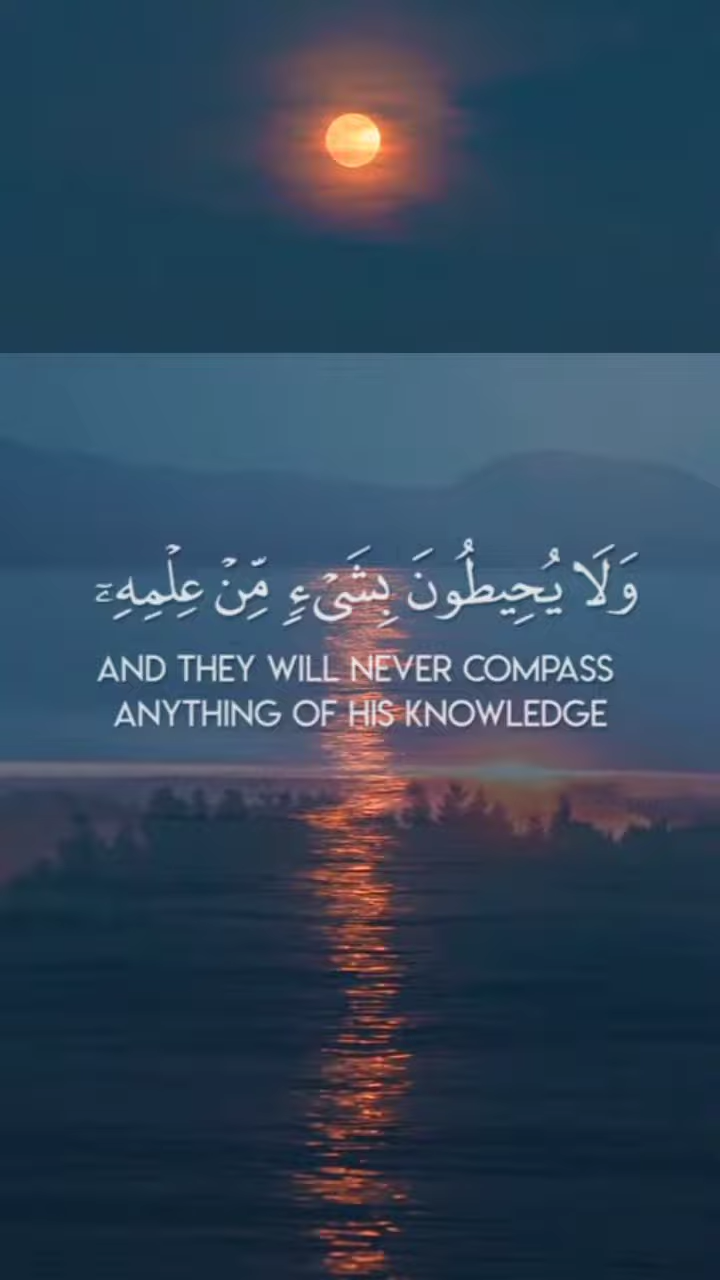 وَلَا يُحِيطُونَ بِشَىْءٍ مِّنْ عِلْمِهِۦٓ
AND THEY WILL NEVER COMPASS
ANYTHING OF HIS KNOWLEDGE